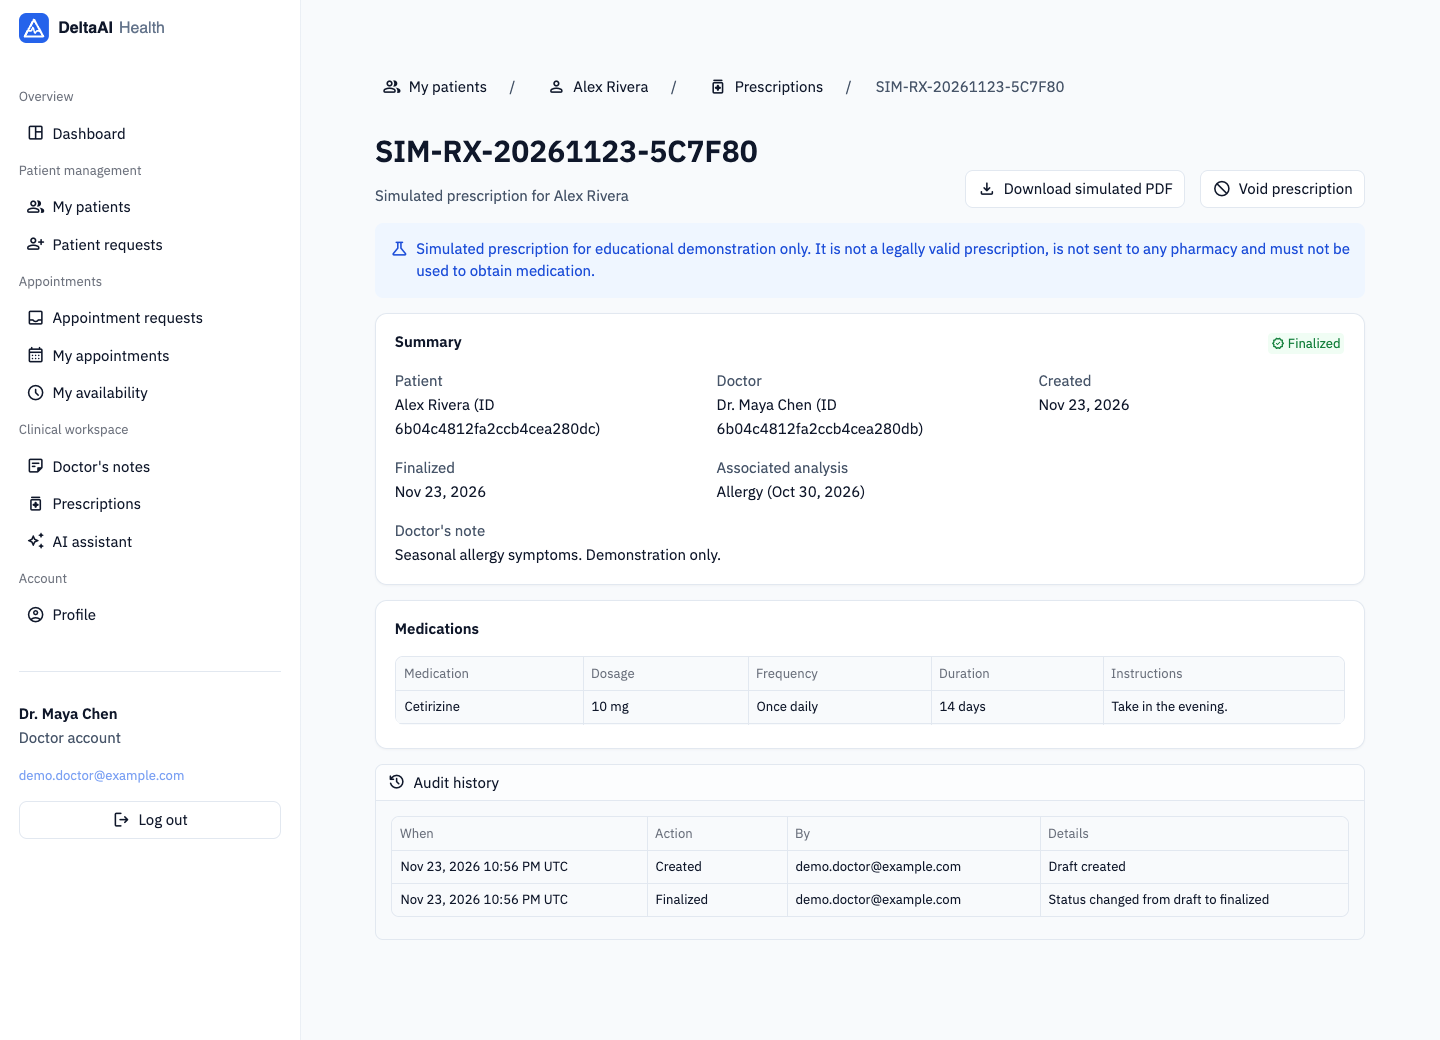 DeltaAI Health
Overview
Dashboard
Patient management
My patients
Patient requests
Appointments
Appointment requests
My appointments
My availability
Clinical workspace
Doctor's notes
Prescriptions
AI assistant
Account
Profile
Dr. Maya Chen
Doctor account
demo.doctor@example.com
Log out
My patients / Alex Rivera / Prescriptions / SIM-RX-20261123-5C7F80
SIM-RX-20261123-5C7F80
Simulated prescription for Alex Rivera
Download simulated PDF
Void prescription
Simulated prescription for educational demonstration only. It is not a legally valid prescription, is not sent to any pharmacy and must not be
used to obtain medication.
Summary
Finalized
Patient
Alex Rivera (ID
6b04c4812fa2ccb4cea280dc)
Doctor
Dr. Maya Chen (ID
6b04c4812fa2ccb4cea280db)
Created
Nov 23, 2026
Finalized
Nov 23, 2026
Associated analysis
Allergy (Oct 30, 2026)
Doctor's note
Seasonal allergy symptoms. Demonstration only.
Medications
Medication Dosage Frequency Duration Instructions
Cetirizine 10 mg Once daily 14 days Take in the evening.
Audit history
When Action By Details
Nov 23, 2026 10:56 PM UTC Created demo.doctor@example.com Draft created
Nov 23, 2026 10:56 PM UTC Finalized demo.doctor@example.com Status changed from draft to finalized